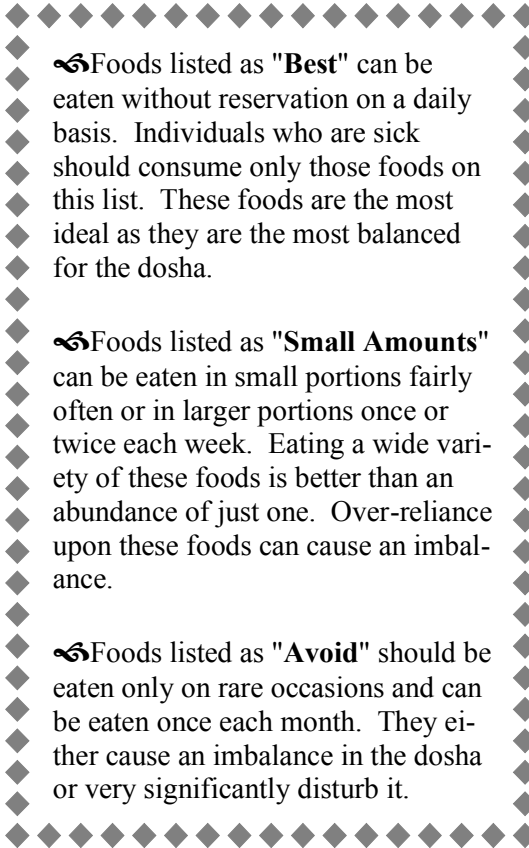 Foods listed as "Best" can be
eaten without reservation on a daily
basis. Individuals who are sick
should consume only those foods on
this list. These foods are the most
ideal as they are the most balanced
for the dosha.
Foods listed as "Small Amounts"
can be eaten in small portions fairly
often or in larger portions once or
twice each week. Eating a wide vari-
ety of these foods is better than an
abundance of just one. Over-reliance
upon these foods can cause an imbal-
ance.
Foods listed as "Avoid" should be
eaten only on rare occasions and can
be eaten once each month. They ei-
ther cause an imbalance in the dosha
or very significantly disturb it.